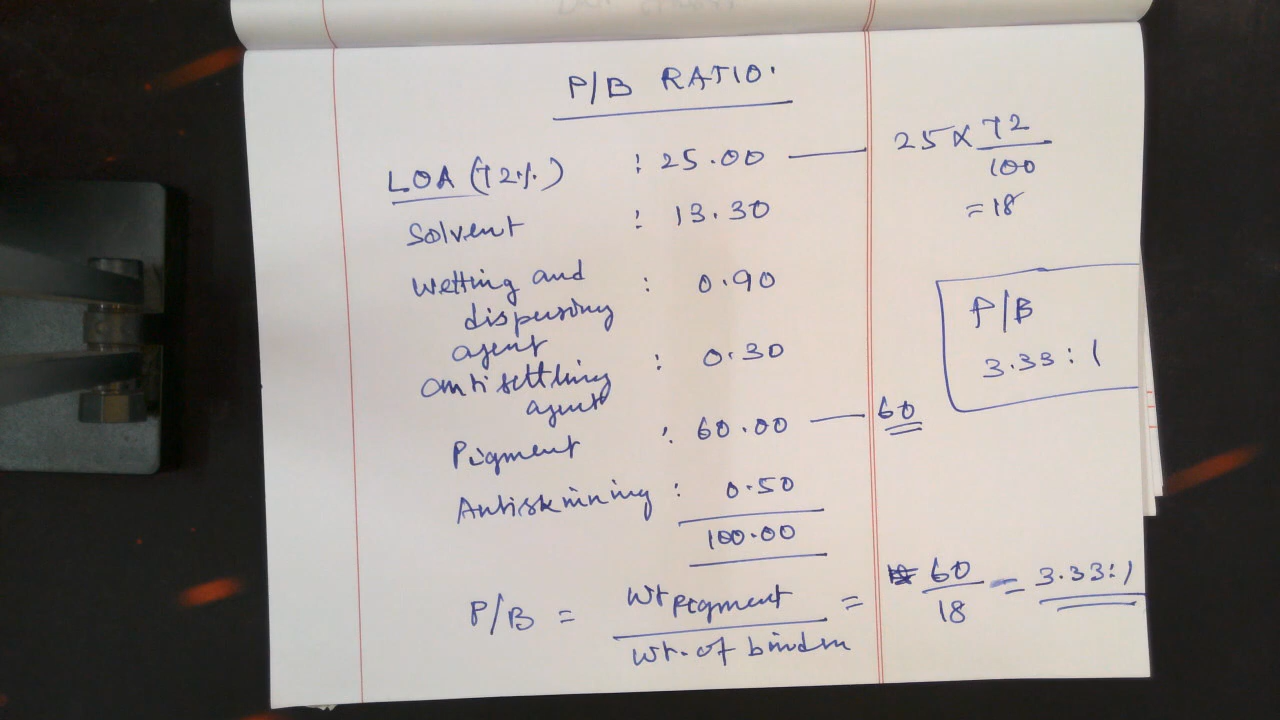 P/B RATIO.
LOA (72%) : 25.00 — 25 × 72/100
= 18
Solvent : 13.30
Wetting and : 0.90
dispersing
agent
P/B
3.33 : 1
anti settling : 0.30
agent
Pigment : 60.00 — 60
Antiskinning : 0.50
100.00
P/B = Wt pigment / Wt. of binder = 60/18 = 3.33:1